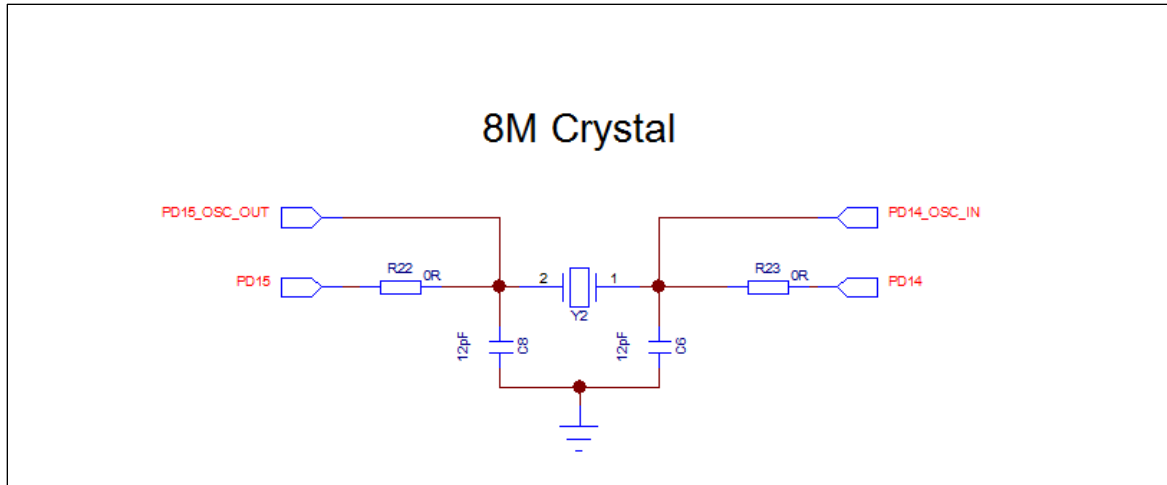 8M Crystal
PD15_OSC_OUT
PD14_OSC_IN
PD15
R22
0R
2
1
R23
0R
PD14
Y2
12pF
C8
12pF
C6